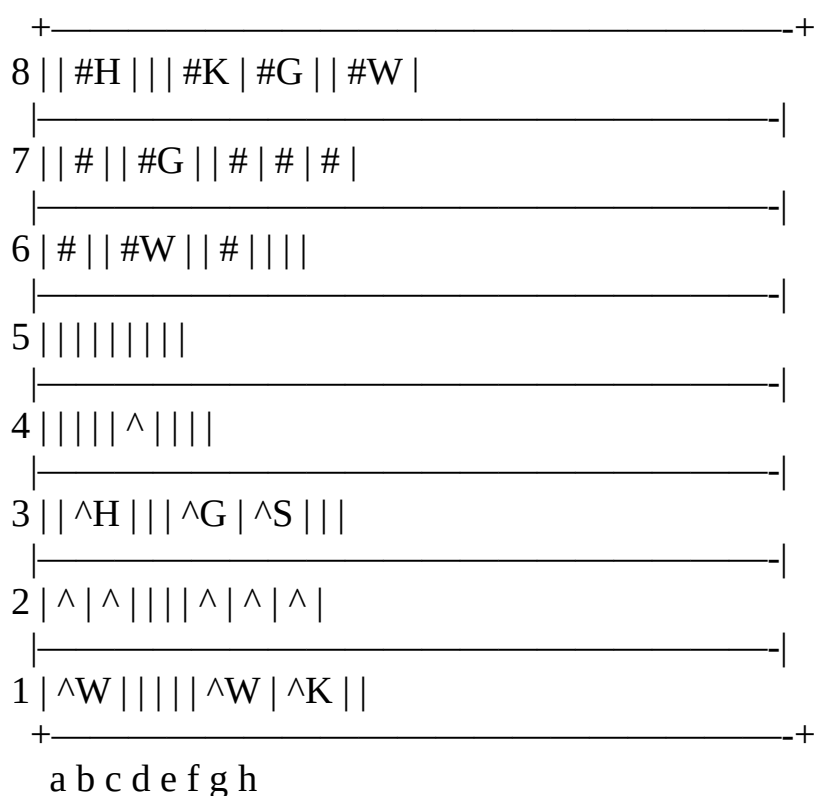 +———————————————————-+
8 | | #H | | | #K | #G | | #W |
|———————————————————-|
7 | | # | | #G | | # | # | # |
|———————————————————-|
6 | # | | #W | | # | | | |
|———————————————————-|
5 | | | | | | | | |
|———————————————————-|
4 | | | | | ^ | | | |
|———————————————————-|
3 | | ^H | | | ^G | ^S | | |
|———————————————————-|
2 | ^ | ^ | | | | ^ | ^ | ^ |
|———————————————————-|
1 | ^W | | | | | ^W | ^K | |
+———————————————————-+
a b c d e f g h